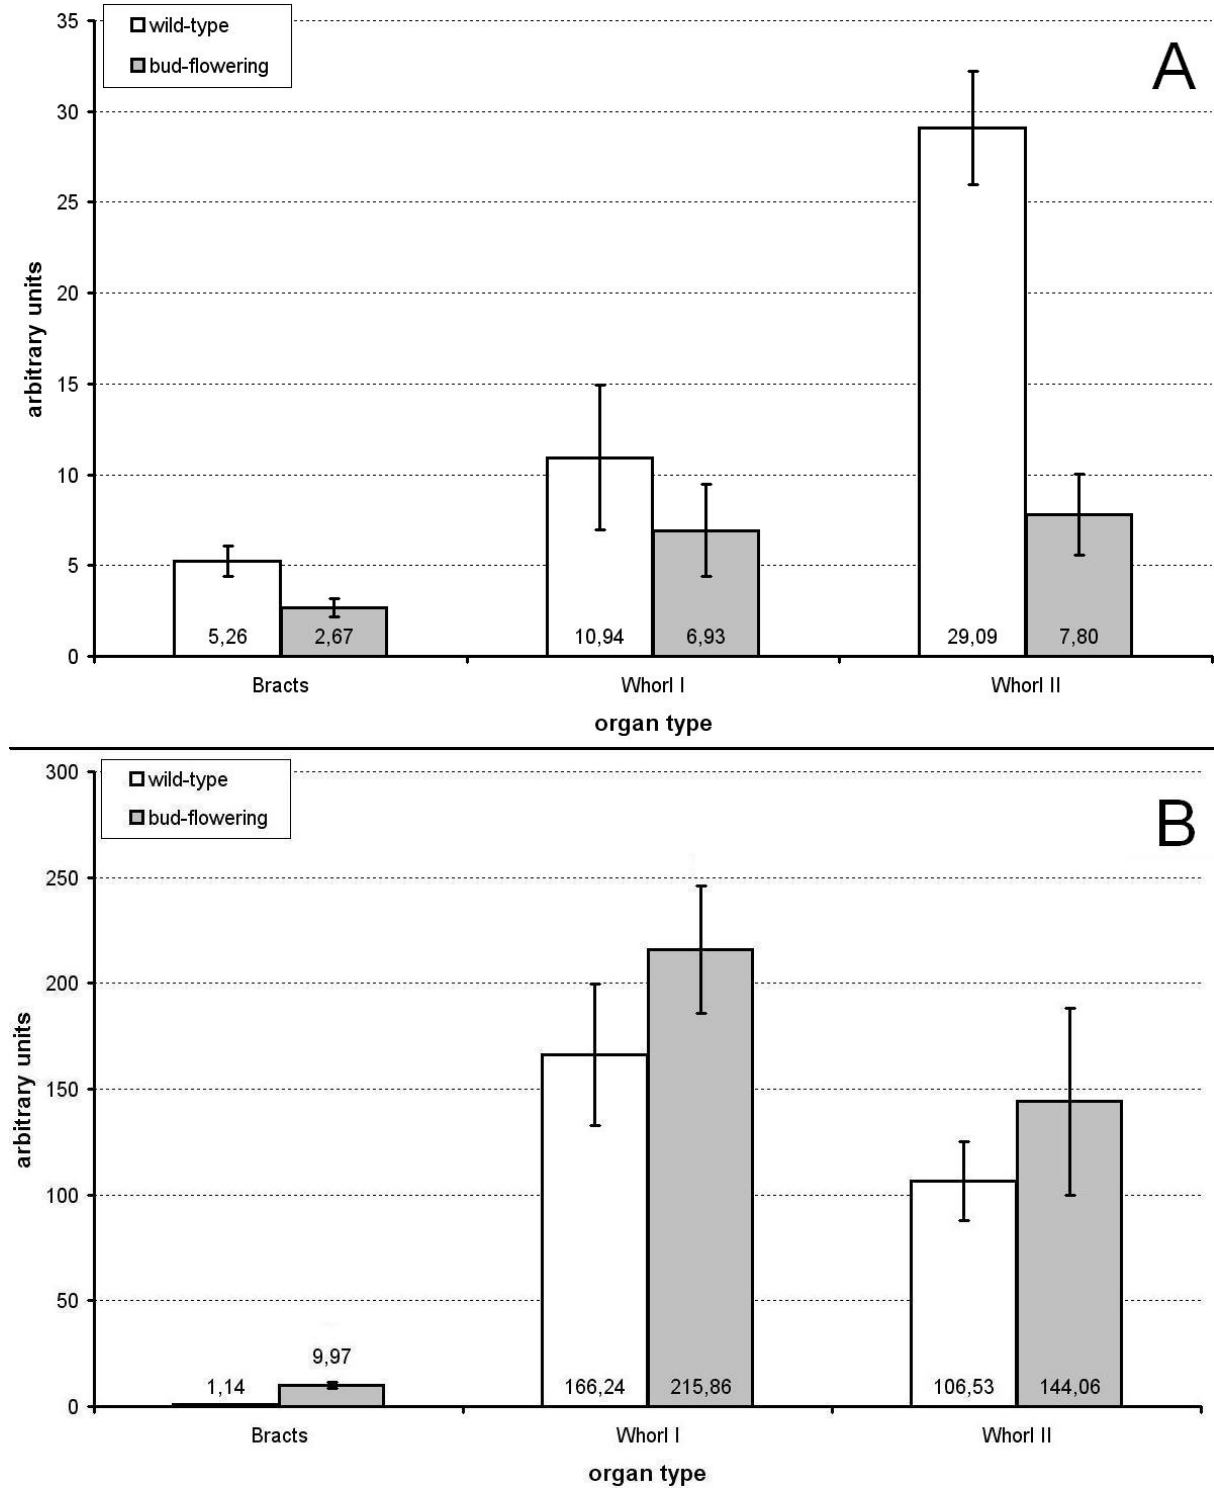 35
wild-type
bud-flowering
A
30
25
20
15
10
5
0
arbitrary units
5,26
2,67
10,94
6,93
29,09
7,80
Bracts
Whorl I
Whorl II
organ type
300
wild-type
bud-flowering
B
250
200
150
100
50
0
arbitrary units
1,14
9,97
166,24
215,86
106,53
144,06
Bracts
Whorl I
Whorl II
organ type